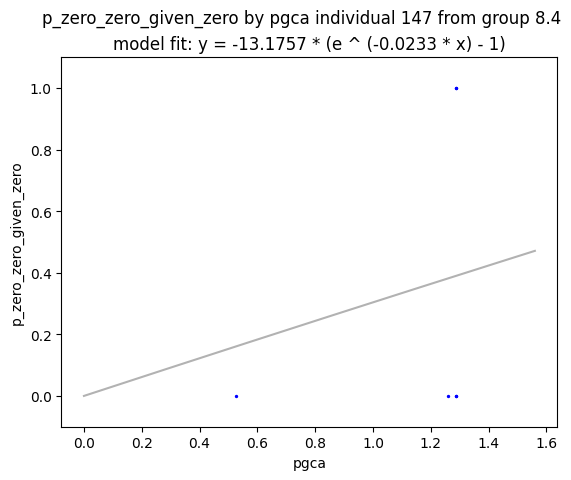 p_zero_zero_given_zero by pgca individual 147 from group 8.4
model fit: y = -13.1757 * (e ^ (-0.0233 * x) - 1)
1.0
0.8
0.6
0.4
0.2
0.0
p_zero_zero_given_zero
0.0 0.2 0.4 0.6 0.8 1.0 1.2 1.4 1.6
pgca